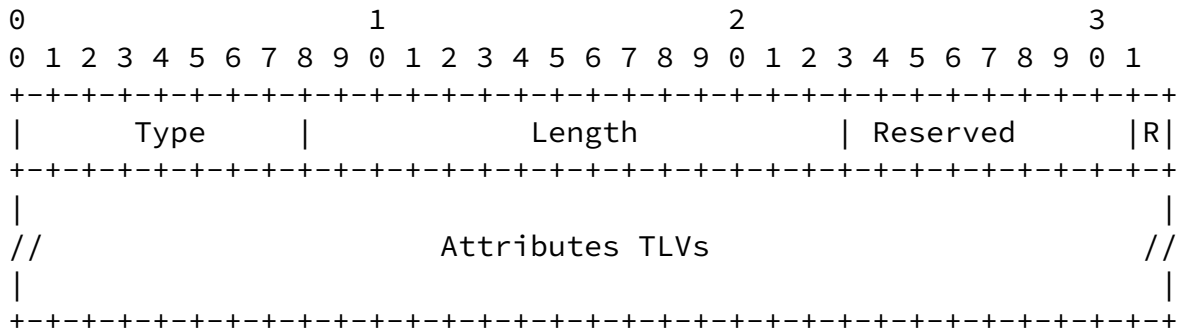 0                   1                   2                   3
0 1 2 3 4 5 6 7 8 9 0 1 2 3 4 5 6 7 8 9 0 1 2 3 4 5 6 7 8 9 0 1
+-+-+-+-+-+-+-+-+-+-+-+-+-+-+-+-+-+-+-+-+-+-+-+-+-+-+-+-+-+-+-+-+
|      Type     |            Length            | Reserved      |R|
+-+-+-+-+-+-+-+-+-+-+-+-+-+-+-+-+-+-+-+-+-+-+-+-+-+-+-+-+-+-+-+-+
|                                                               |
//                      Attributes TLVs                        //
|                                                               |
+-+-+-+-+-+-+-+-+-+-+-+-+-+-+-+-+-+-+-+-+-+-+-+-+-+-+-+-+-+-+-+-+